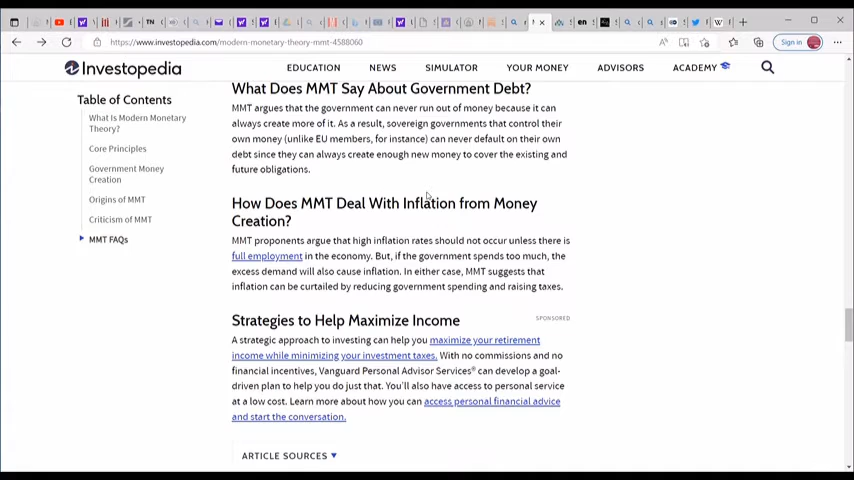 https://www.investopedia.com/modern-monetary-theory-mmt-4588060
Sign in
Investopedia
EDUCATION
NEWS
SIMULATOR
YOUR MONEY
ADVISORS
ACADEMY
Table of Contents
What Is Modern Monetary
Theory?
Core Principles
Government Money
Creation
Origins of MMT
Criticism of MMT
MMT FAQs
What Does MMT Say About Government Debt?
MMT argues that the government can never run out of money because it can
always create more of it. As a result, sovereign governments that control their
own money (unlike EU members, for instance) can never default on their own
debt since they can always create enough new money to cover the existing and
future obligations.
How Does MMT Deal With Inflation from Money
Creation?
MMT proponents argue that high inflation rates should not occur unless there is
full employment in the economy. But, if the government spends too much, the
excess demand will also cause inflation. In either case, MMT suggests that
inflation can be curtailed by reducing government spending and raising taxes.
Strategies to Help Maximize Income
SPONSORED
A strategic approach to investing can help you maximize your retirement
income while minimizing your investment taxes. With no commissions and no
financial incentives, Vanguard Personal Advisor Services® can develop a goal-
driven plan to help you do just that. You'll also have access to personal service
at a low cost. Learn more about how you can access personal financial advice
and start the conversation.
ARTICLE SOURCES